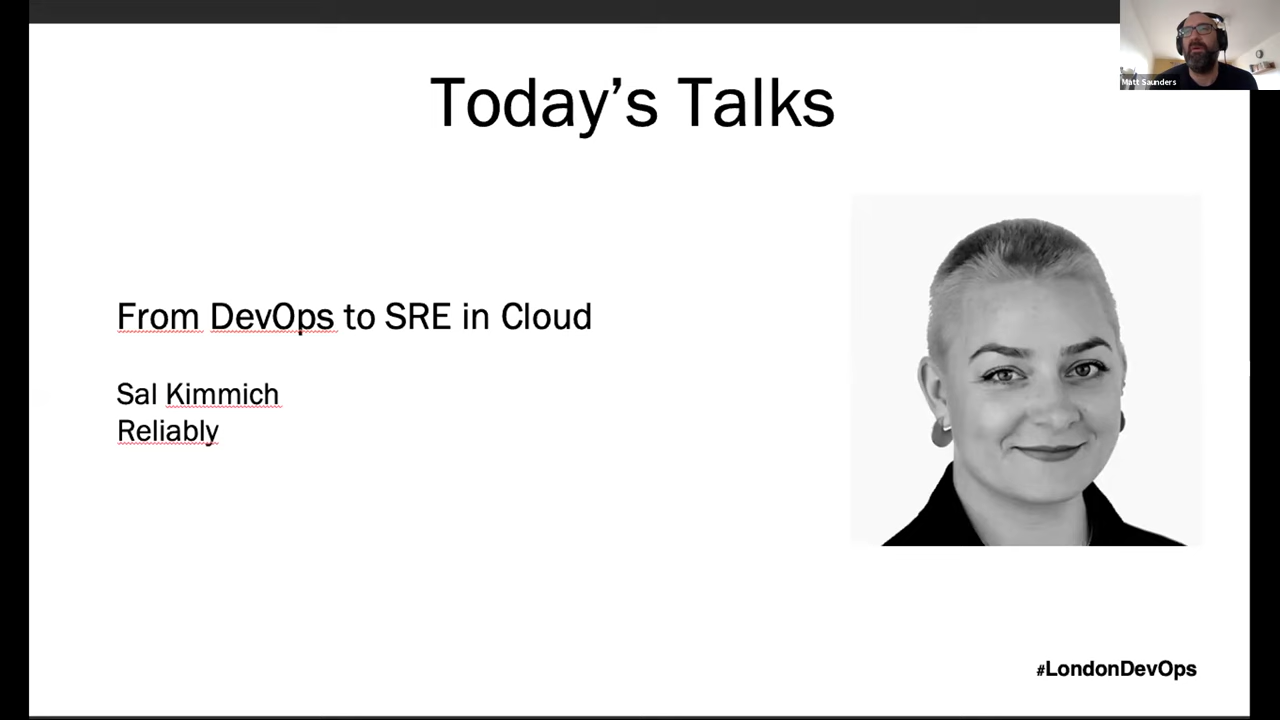 Today’s Talks
Matt Saunders
From DevOps to SRE in Cloud
Sal Kimmich
Reliably
#LondonDevOps